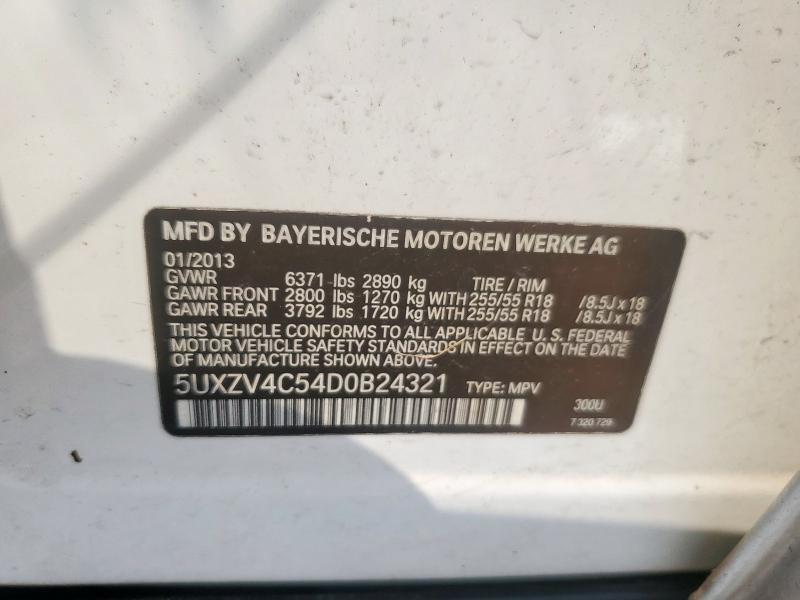 MFD BY BAYERISCHE MOTOREN WERKE AG
01/2013
GVWR 6371 lbs 2890 kg TIRE / RIM
GAWR FRONT 2800 lbs 1270 kg WITH 255/55 R18 /8.5J x 18
GAWR REAR 3792 lbs 1720 kg WITH 255/55 R18 /8.5J x 18
THIS VEHICLE CONFORMS TO ALL APPLICABLE U. S. FEDERAL
MOTOR VEHICLE SAFETY STANDARDS IN EFFECT ON THE DATE
OF MANUFACTURE SHOWN ABOVE.
5UXZV4C54D0B24321 TYPE: MPV
300U
7 320 729